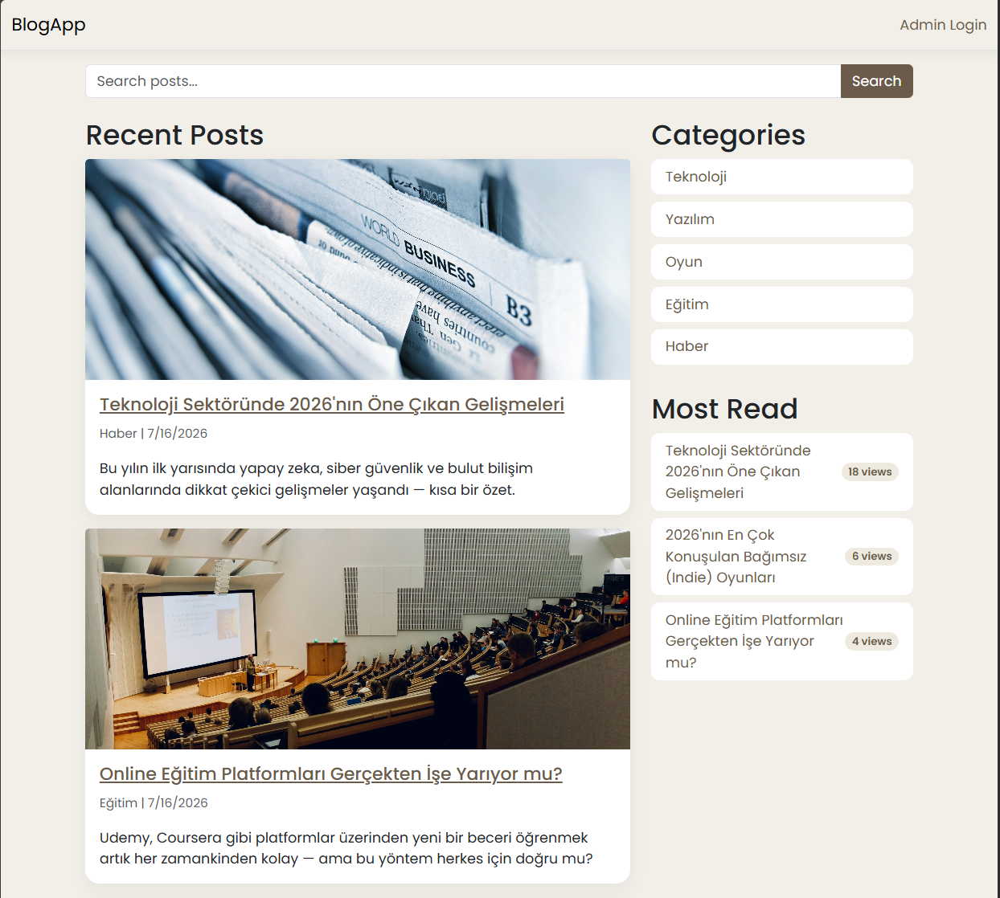 BlogApp
Admin Login
Search posts...
Search
Recent Posts
WORLD BUSINESS
B3
Teknoloji Sektöründe 2026'nın Öne Çıkan Gelişmeleri
Haber | 7/16/2026
Bu yılın ilk yarısında yapay zeka, siber güvenlik ve bulut bilişim
alanlarında dikkat çekici gelişmeler yaşandı — kısa bir özet.
Online Eğitim Platformları Gerçekten İşe Yarıyor mu?
Eğitim | 7/16/2026
Udemy, Coursera gibi platformlar üzerinden yeni bir beceri öğrenmek
artık her zamankinden kolay — ama bu yöntem herkes için doğru mu?
Categories
Teknoloji
Yazılım
Oyun
Eğitim
Haber
Most Read
Teknoloji Sektöründe
2026'nın Öne Çıkan
Gelişmeleri
18 views
2026'nın En Çok
Konuşulan Bağımsız
(Indie) Oyunları
6 views
Online Eğitim Platformları
Gerçekten İşe Yarıyor
mu?
4 views